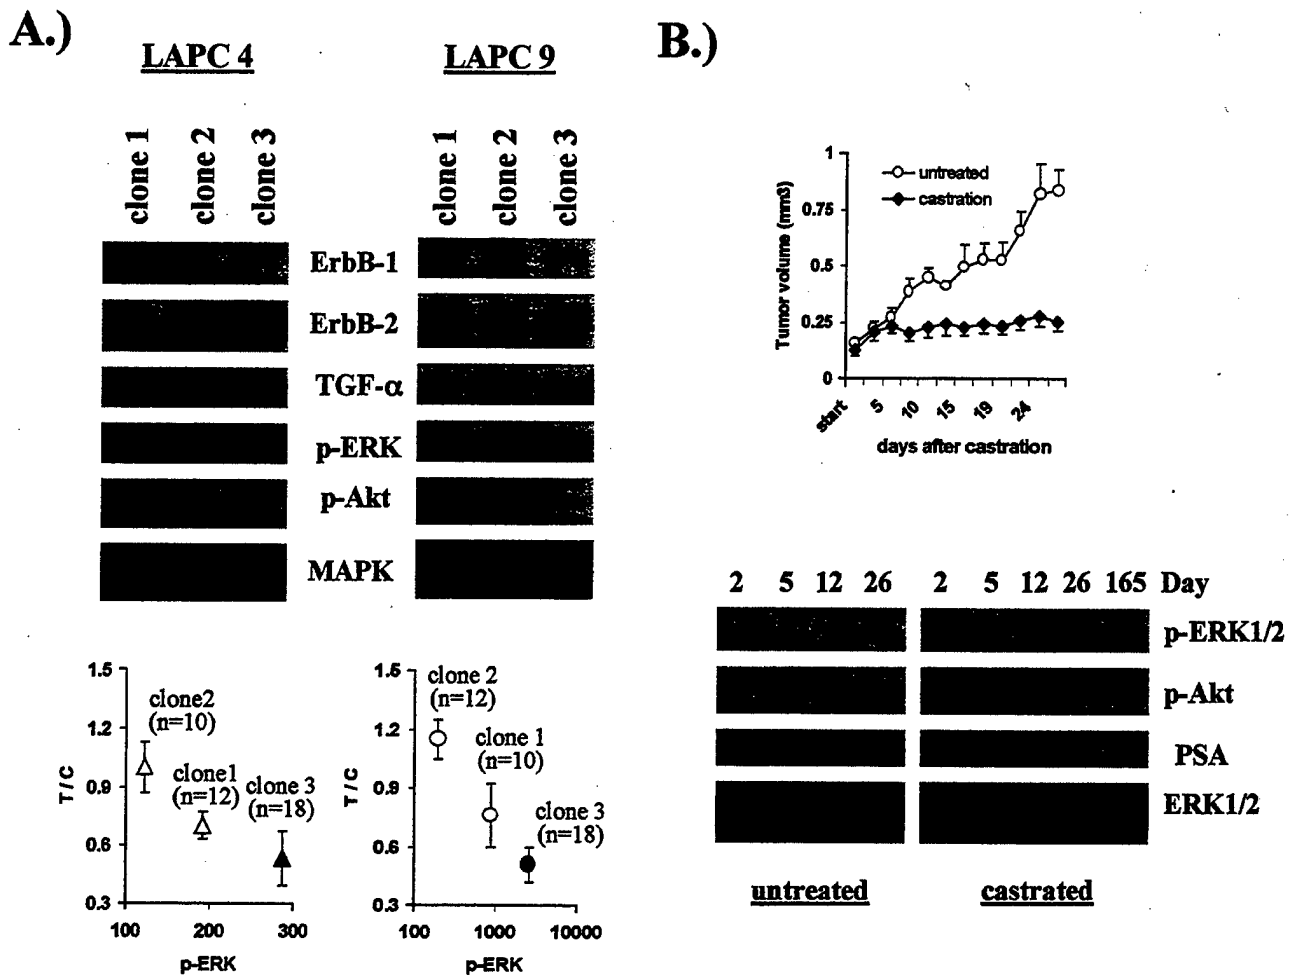 A.)
LAPC 4
LAPC 9
clone 1
clone 2
clone 3
clone 1
clone 2
clone 3
ErbB-1
ErbB-2
TGF-α
p-ERK
p-Akt
MAPK
1.5
1.2
0.9
0.6
0.3
T / C
clone2
(n=10)
clone1
(n=12)
clone 3
(n=18)
100
200
300
p-ERK
1.5
1.2
0.9
0.6
0.3
T / C
clone 2
(n=12)
clone 1
(n=10)
clone 3
(n=18)
100
1000
10000
p-ERK
B.)
1
0.75
0.5
0.25
0
Tumor volume (mm3)
untreated
castration
start
5
10
15
19
24
days after castration
2 5 12 26 2 5 12 26 165 Day
p-ERK1/2
p-Akt
PSA
ERK1/2
untreated
castrated